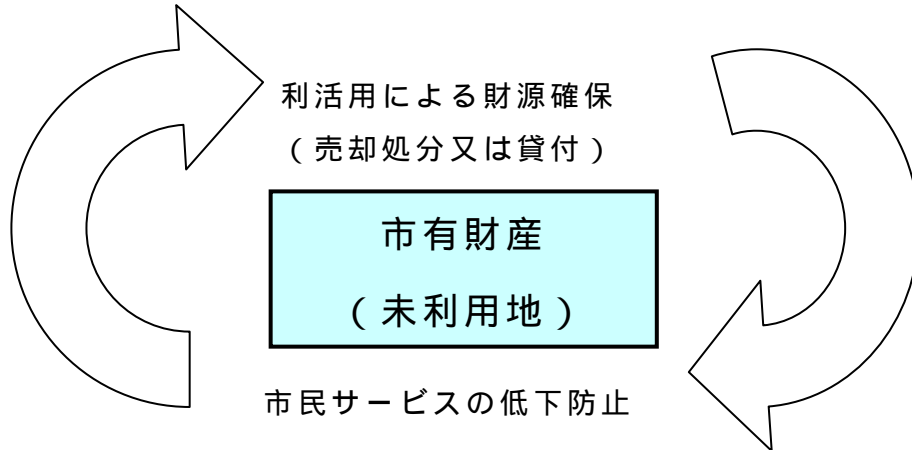 利活用による財源確保
（売却処分又は貸付）
市有財産
（未利用地）
市民サービスの低下防止